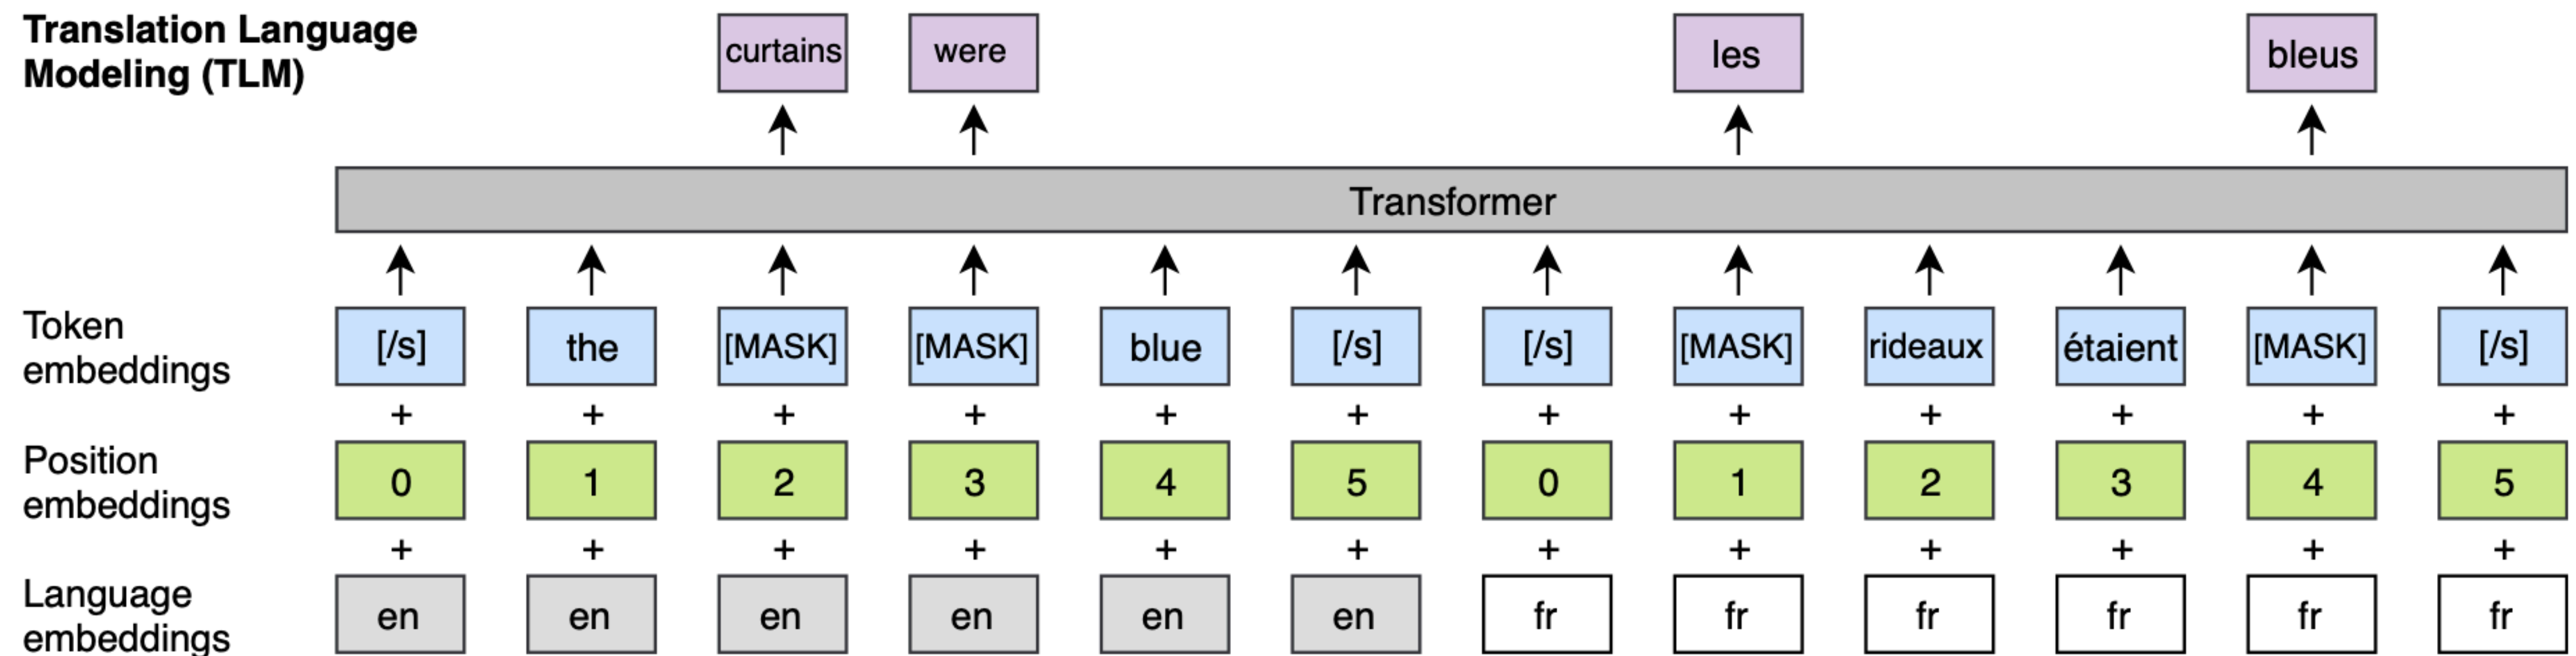 Translation Language
Modeling (TLM)
curtains were les bleus
Transformer
Token
embeddings
[/s] the [MASK] [MASK] blue [/s] [/s] [MASK] rideaux étaient [MASK] [/s]
+ + + + + + + + + + + +
Position
embeddings
0 1 2 3 4 5 0 1 2 3 4 5
+ + + + + + + + + + + +
Language
embeddings
en en en en en en fr fr fr fr fr fr